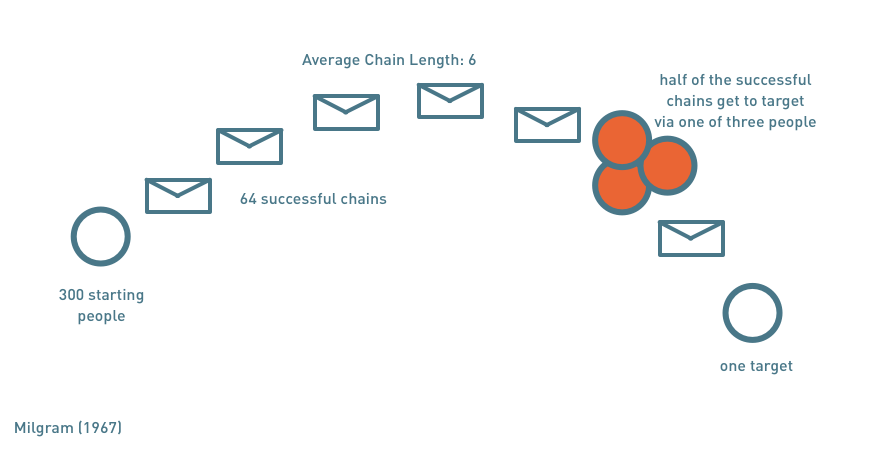 Average Chain Length: 6
half of the successful
chains get to target
via one of three people
64 successful chains
300 starting
people
one target
Milgram (1967)